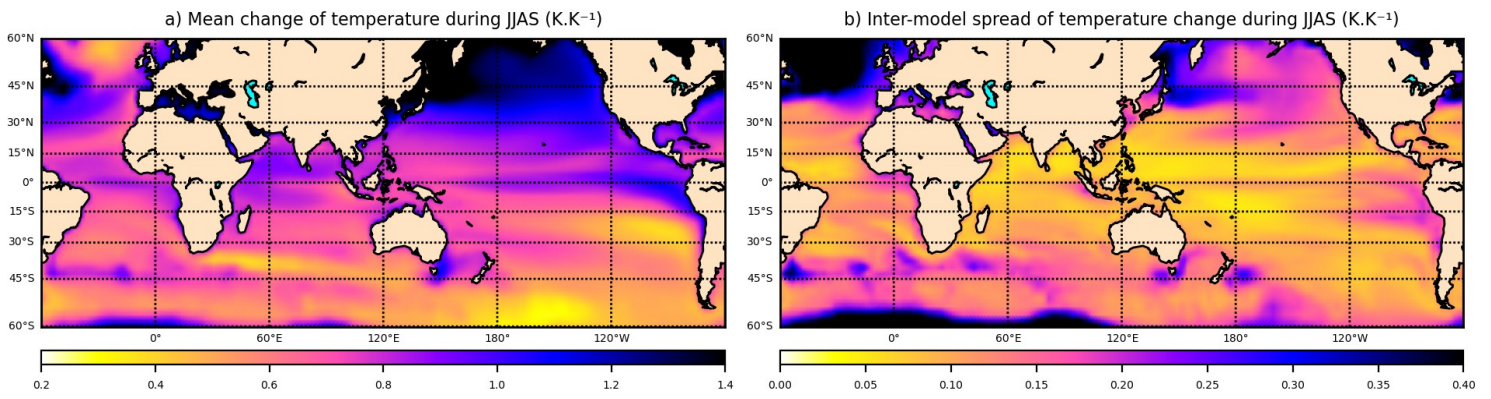 a) Mean change of temperature during JJAS (K.K⁻¹)
60°N
45°N
30°N
15°N
0°
15°S
30°S
45°S
60°S
0° 60°E 120°E 180° 120°W
0.2 0.4 0.6 0.8 1.0 1.2 1.4
b) Inter-model spread of temperature change during JJAS (K.K⁻¹)
60°N
45°N
30°N
15°N
0°
15°S
30°S
45°S
60°S
0° 60°E 120°E 180° 120°W
0.00 0.05 0.10 0.15 0.20 0.25 0.30 0.35 0.40